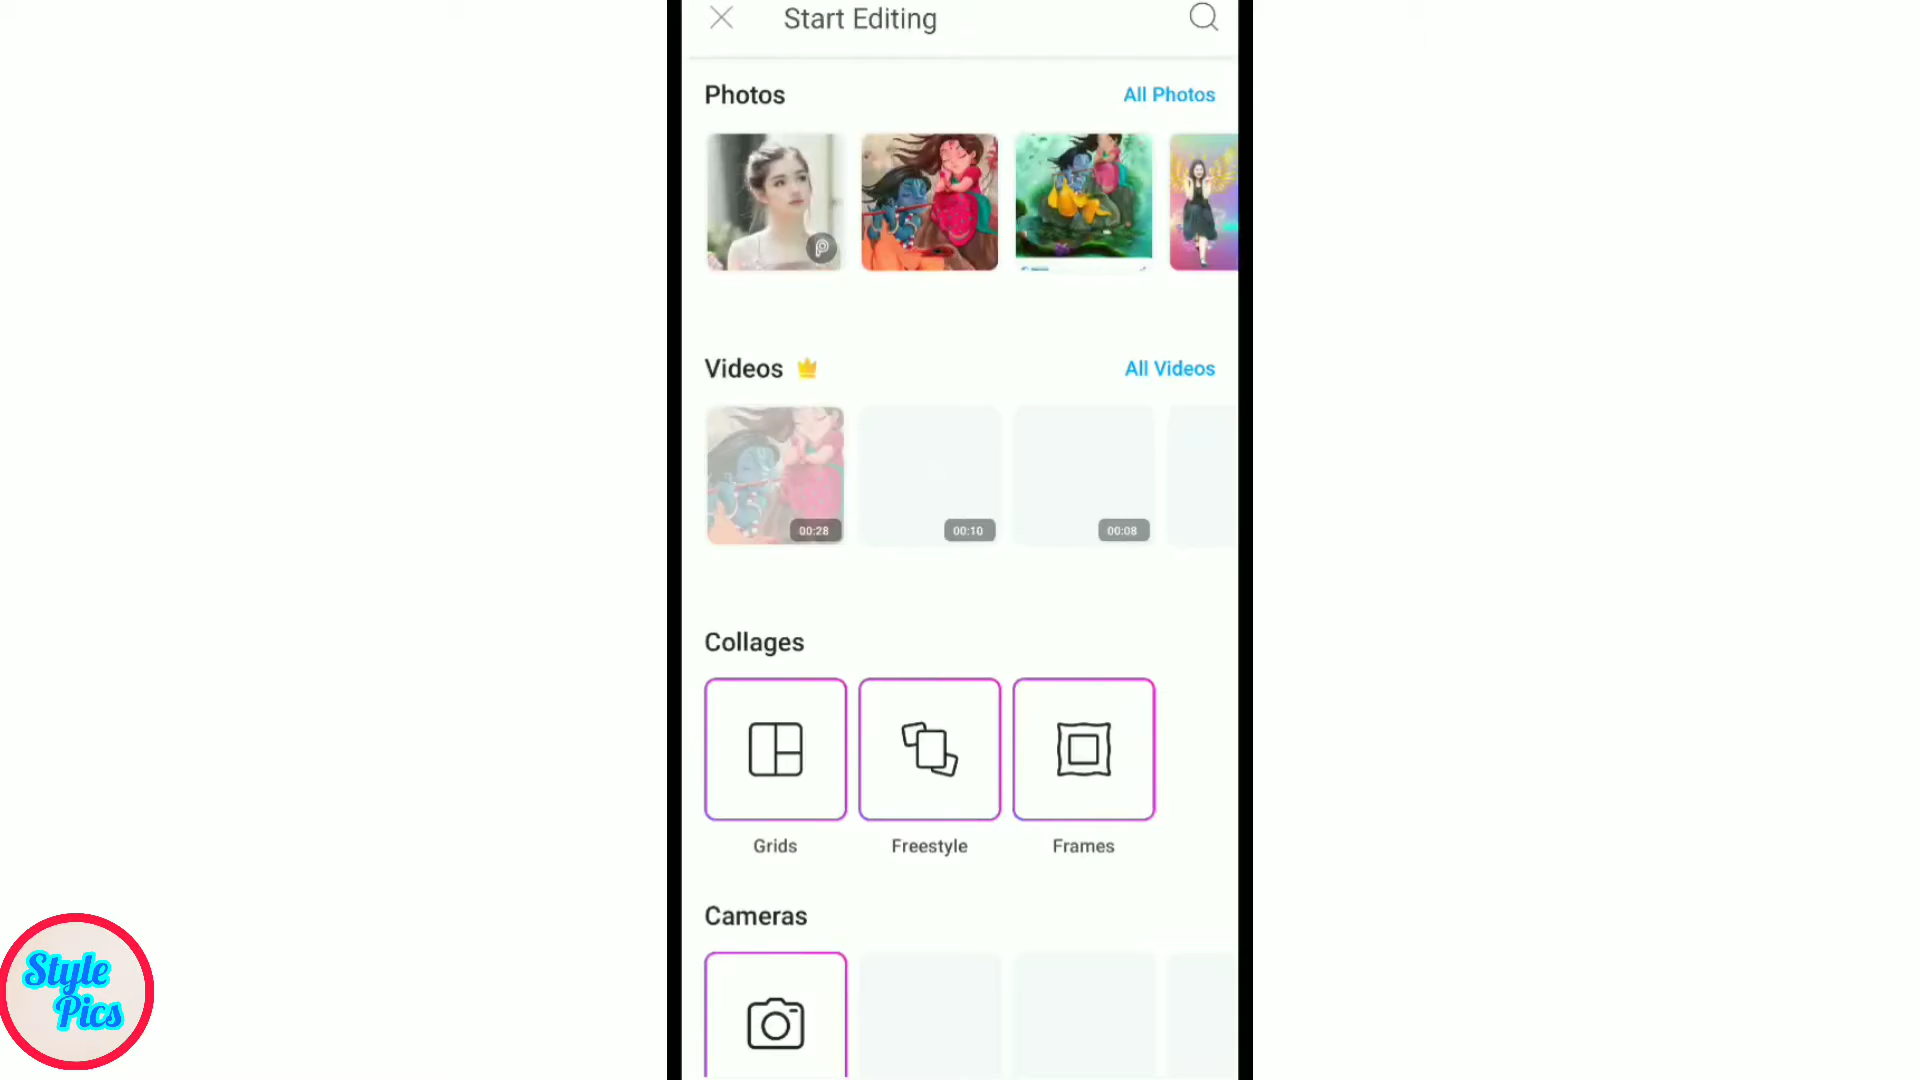 Start Editing
Photos
All Photos
Videos
All Videos
00:28
00:10
00:08
Collages
Grids
Freestyle
Frames
Cameras
Style
Pics